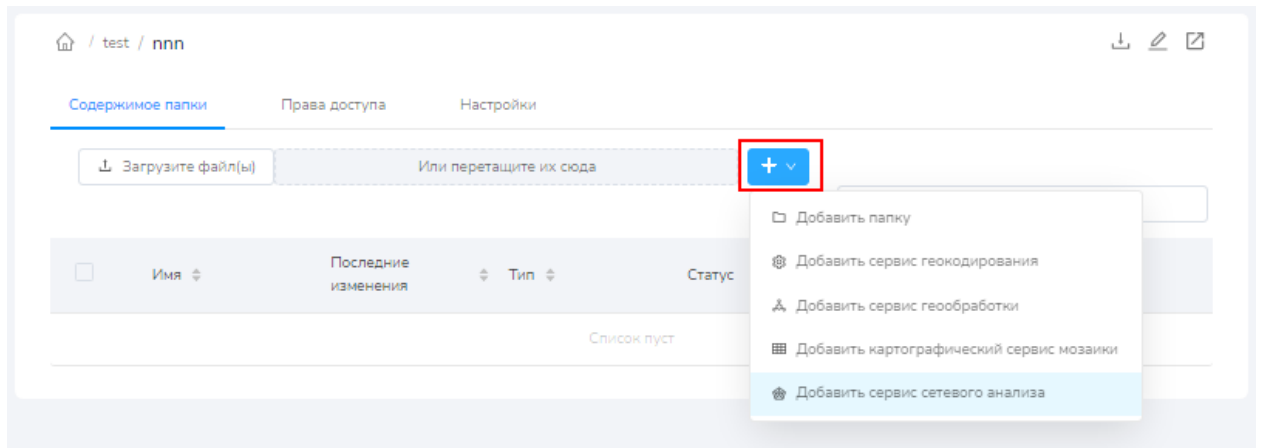 / test / nnn
Содержимое папки Права доступа Настройки
Загрузите файл(ы) Или перетащите их сюда
Добавить папку
Добавить сервис геокодирования
Добавить сервис геообработки
Добавить картографический сервис мозаики
Добавить сервис сетевого анализа
Имя Последние
изменения Тип Статус
Список пуст